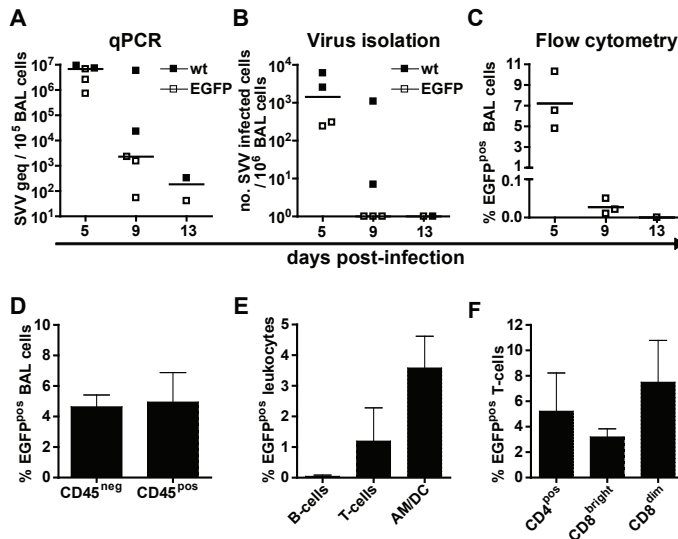 A
qPCR
wt
EGFP
SVV geq / 10⁵ BAL cells
10⁷
10⁶
10⁵
10⁴
10³
10²
10¹
5 9 13
B
Virus isolation
wt
EGFP
no. SVV infected cells
/ 10⁶ BAL cells
10⁴
10³
10²
10¹
10⁰
5 9 13
C
Flow cytometry
% EGFPᵖᵒˢ BAL cells
11
9
7
5
3
0.1
0.0
5 9 13
days post-infection
D
% EGFPᵖᵒˢ BAL cells
10
8
6
4
2
0
CD45ⁿᵉᵍ CD45ᵖᵒˢ
E
% EGFPᵖᵒˢ leukocytes
5
4
3
2
1
0
B-cells T-cells AM/DC
F
% EGFPᵖᵒˢ T-cells
12
10
8
6
4
2
0
CD4ᵖᵒˢ CD8ᵇʳⁱᵍʰᵗ CD8ᵈⁱᵐ